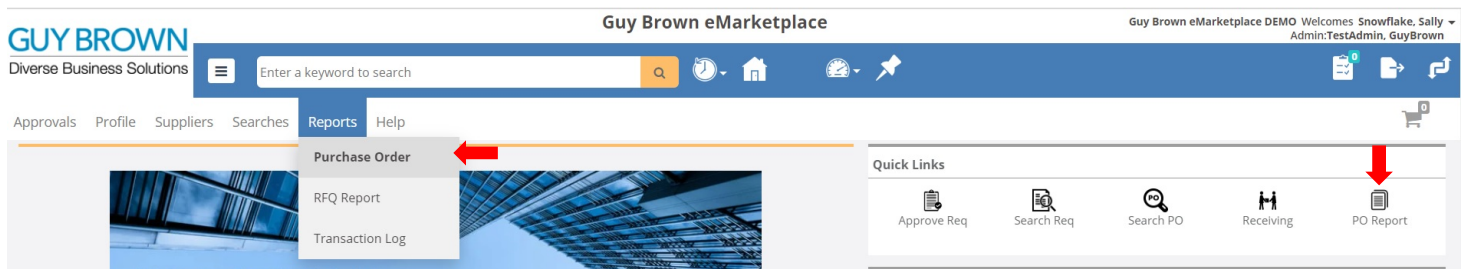 GUY BROWN
Diverse Business Solutions
Guy Brown eMarketplace
Guy Brown eMarketplace DEMO Welcomes Snowflake, Sally
Admin:TestAdmin, GuyBrown
Enter a keyword to search
0
Approvals Profile Suppliers Searches Reports Help
0
Purchase Order
RFQ Report
Transaction Log
Quick Links
PO
Approve Req Search Req Search PO Receiving PO Report